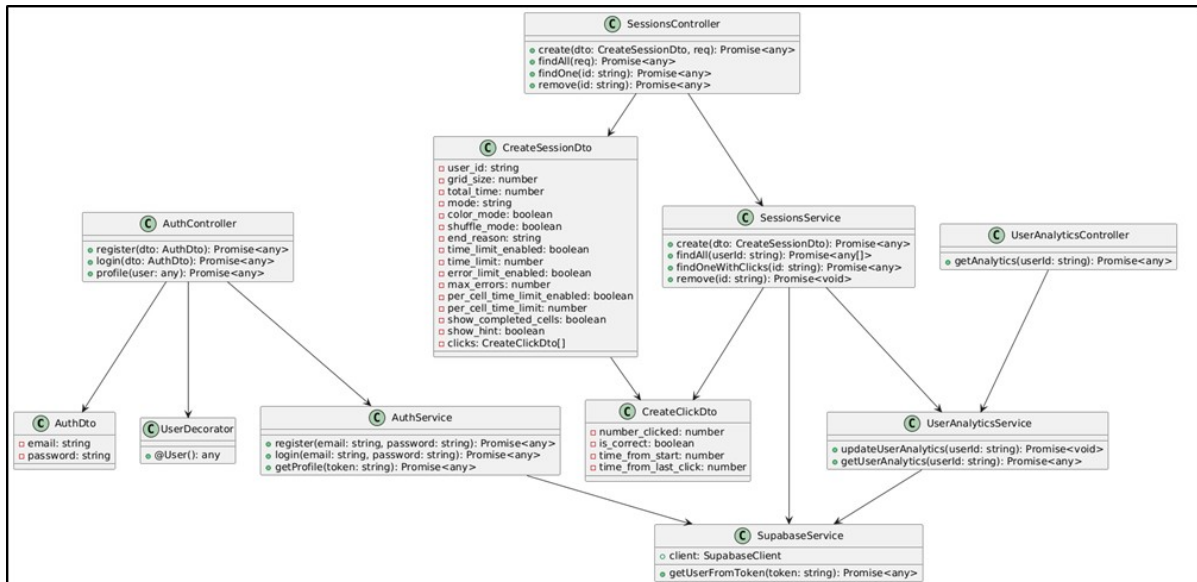 C SessionsController
create(dto: CreateSessionDto, req): Promise<any>
findAll(req): Promise<any>
findOne(id: string): Promise<any>
remove(id: string): Promise<any>
C CreateSessionDto
user_id: string
grid_size: number
total_time: number
mode: string
color_mode: boolean
shuffle_mode: boolean
end_reason: string
time_limit_enabled: boolean
time_limit: number
error_limit_enabled: boolean
max_errors: number
per_cell_time_limit_enabled: boolean
per_cell_time_limit: number
show_completed_cells: boolean
show_hint: boolean
clicks: CreateClickDto[]
C AuthController
register(dto: AuthDto): Promise<any>
login(dto: AuthDto): Promise<any>
profile(user: any): Promise<any>
C SessionsService
create(dto: CreateSessionDto): Promise<any>
findAll(userId: string): Promise<any[]>
findOneWithClicks(id: string): Promise<any>
remove(id: string): Promise<void>
C UserAnalyticsController
getAnalytics(userId: string): Promise<any>
C AuthDto
email: string
password: string
C UserDecorator
@User(): any
C AuthService
register(email: string, password: string): Promise<any>
login(email: string, password: string): Promise<any>
getProfile(token: string): Promise<any>
C CreateClickDto
number_clicked: number
is_correct: boolean
time_from_start: number
time_from_last_click: number
C UserAnalyticsService
updateUserAnalytics(userId: string): Promise<void>
getUserAnalytics(userId: string): Promise<any>
C SupabaseService
client: SupabaseClient
getUserFromToken(token: string): Promise<any>